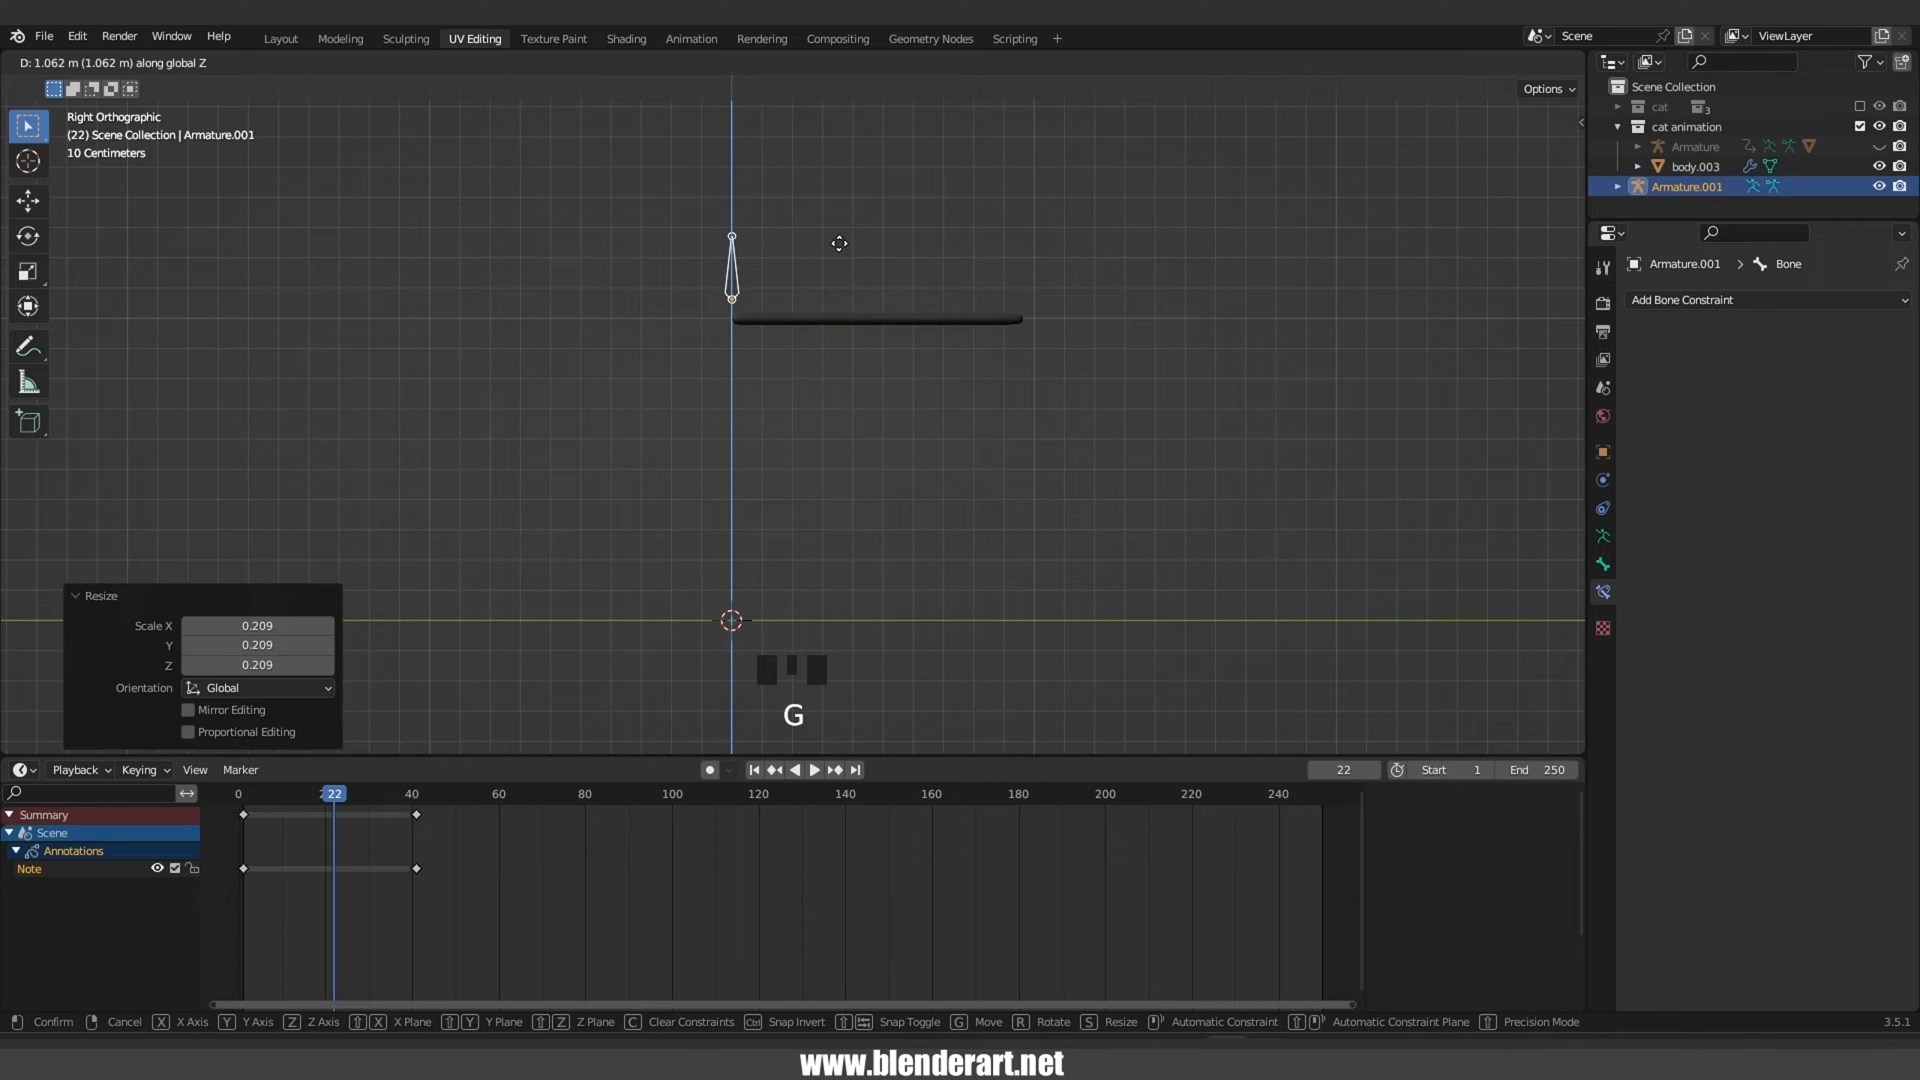 File Edit Render Window Help
Layout Modeling Sculpting UV Editing Texture Paint Shading Animation Rendering Compositing Geometry Nodes Scripting +
Scene
ViewLayer
D: 1.062 m (1.062 m) along global Z
Options
Right Orthographic
(22) Scene Collection | Armature.001
10 Centimeters
Scene Collection
cat 3
cat animation
Armature
body.003
Armature.001
Armature.001 > Bone
Add Bone Constraint
Resize
Scale X 0.209
Y 0.209
Z 0.209
Orientation Global
Mirror Editing
Proportional Editing
G
Playback Keying View Marker
22 Start 1 End 250
0 22 40 60 80 100 120 140 160 180 200 220 240
Summary
Scene
Annotations
Note
Confirm Cancel X X Axis Y Y Axis Z Z Axis X X Plane Y Y Plane Z Z Plane C Clear Constraints Ctrl Snap Invert Snap Toggle G Move R Rotate S Resize Automatic Constraint Automatic Constraint Plane Precision Mode 3.5.1
www.blenderart.net